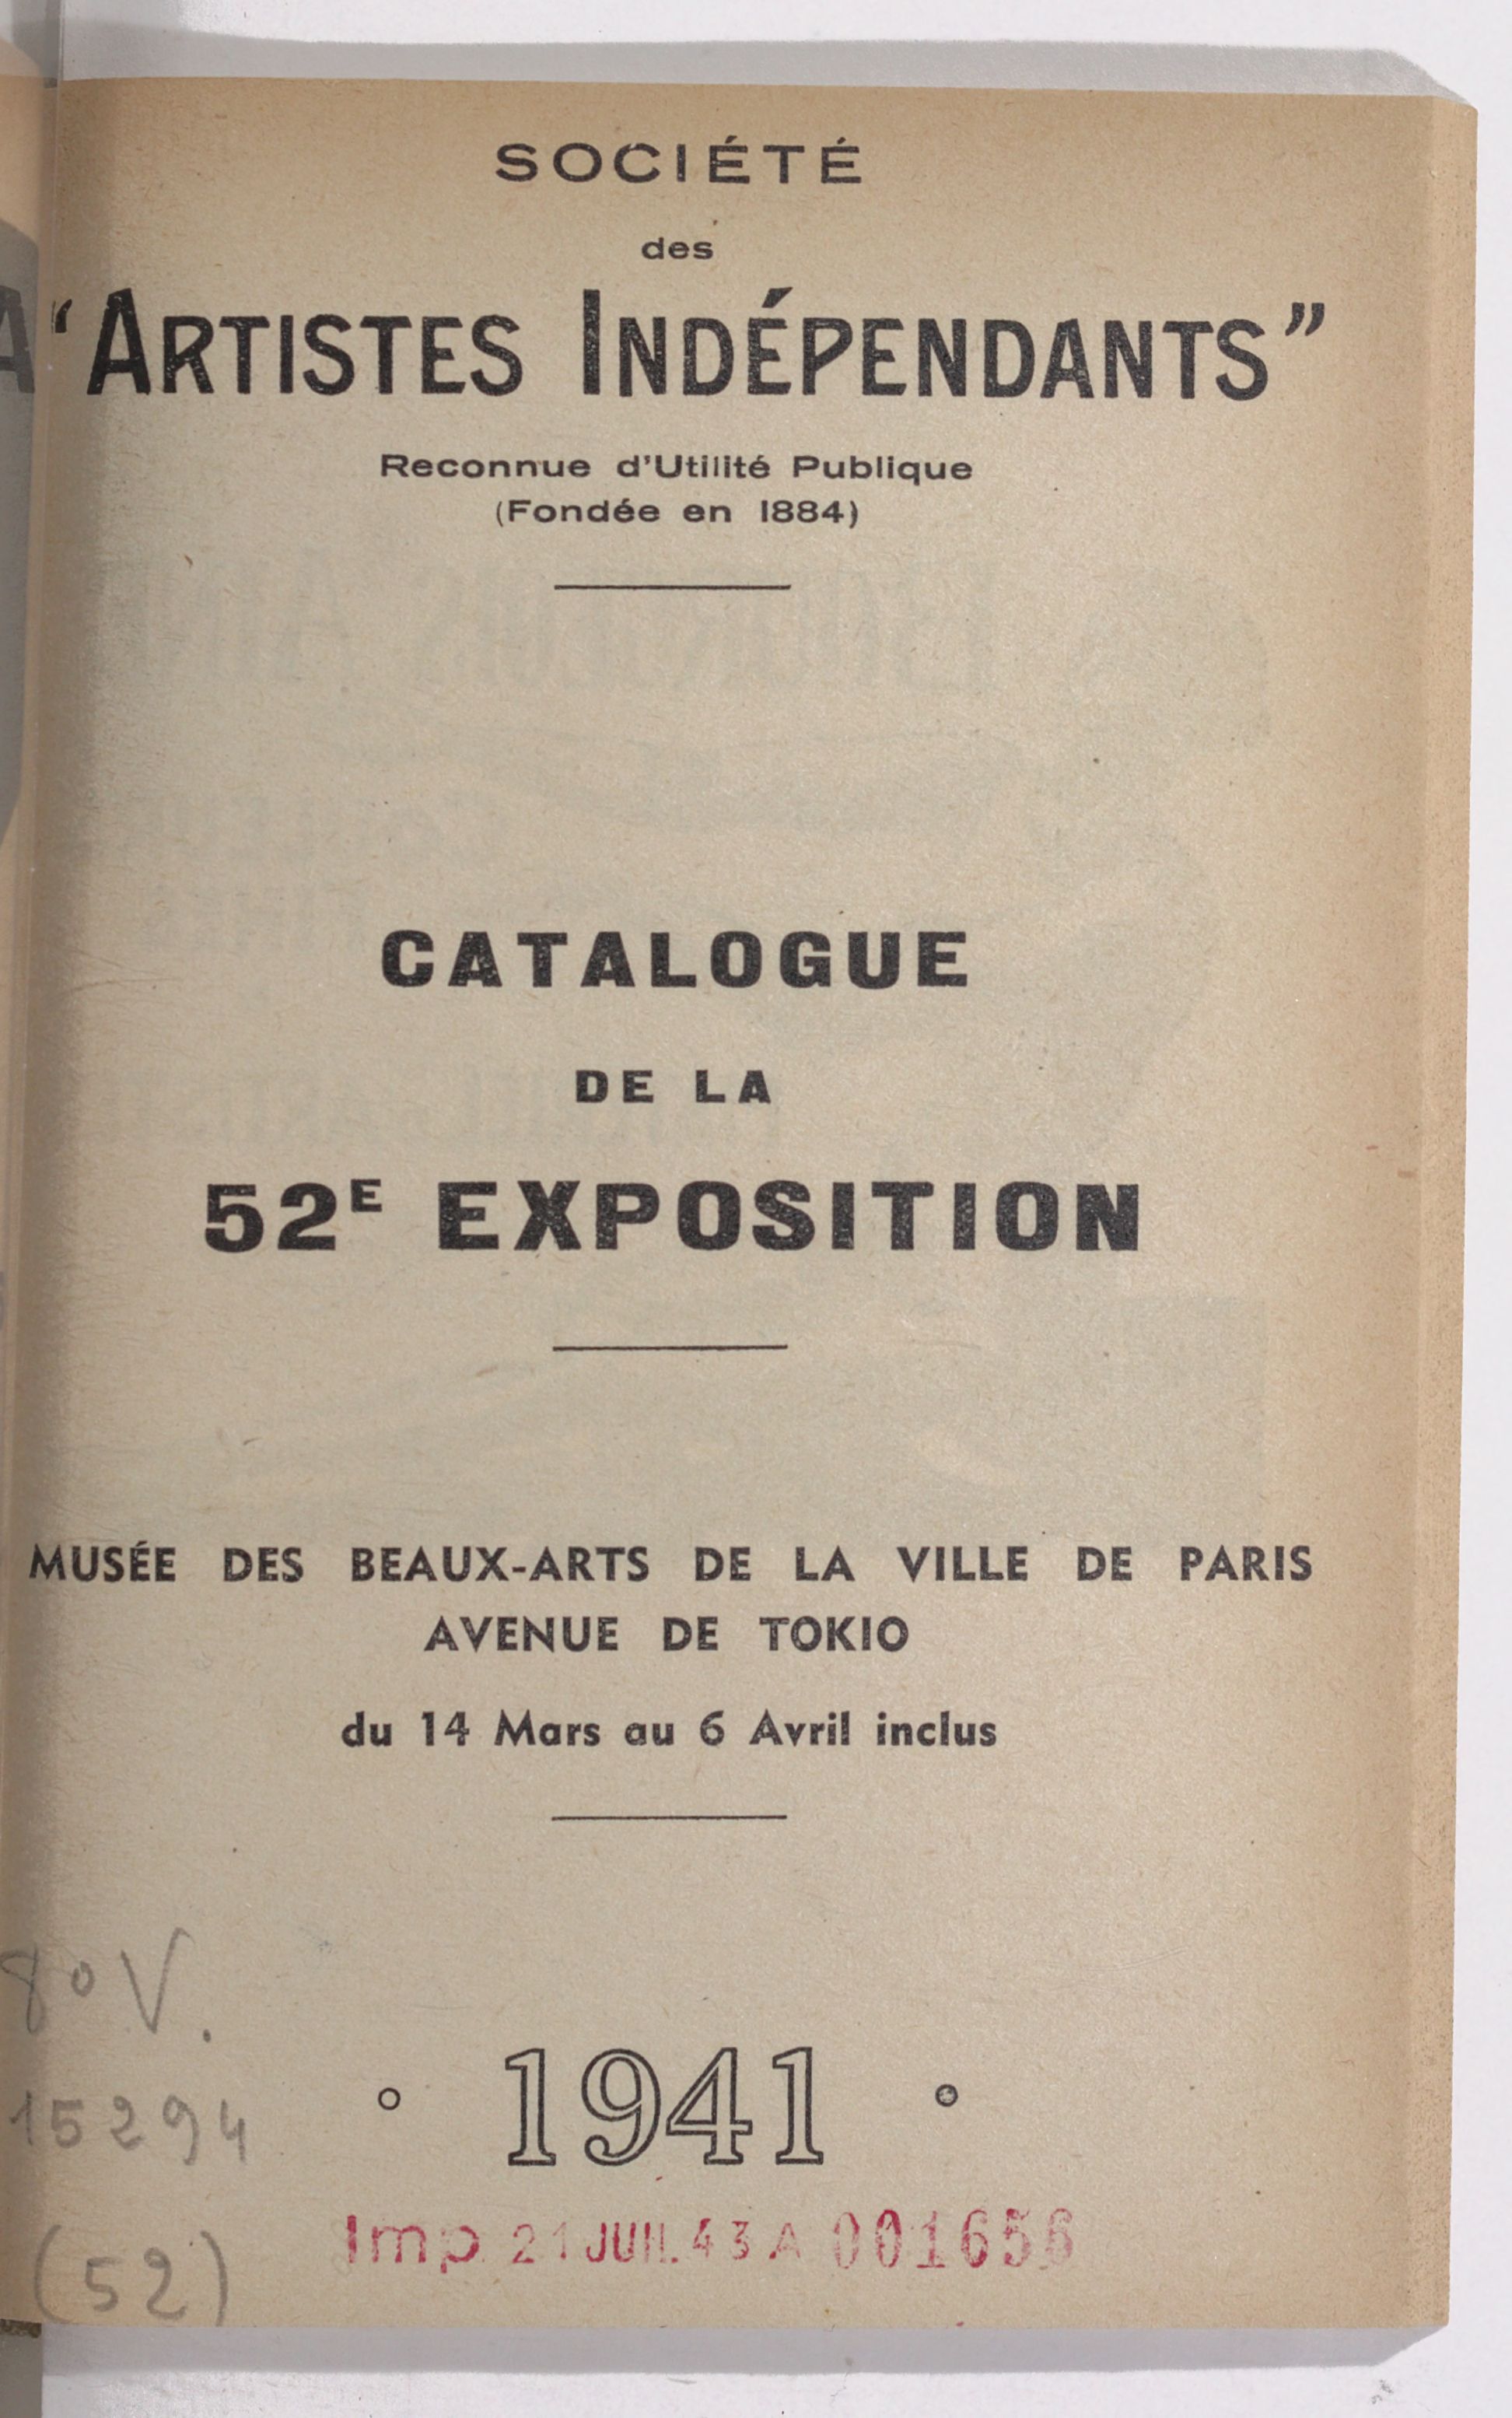 SOCIÉTÉ
des
“ARTISTES INDÉPENDANTS”
Reconnue d'Utilité Publique
(Fondée en 1884)
CATALOGUE
DE LA
52E EXPOSITION
MUSÉE DES BEAUX-ARTS DE LA VILLE DE PARIS
AVENUE DE TOKIO
du 14 Mars au 6 Avril inclus
8° V.
15294
(52)
° 1941 °
Imp 21 JUIL. 43 A 001656